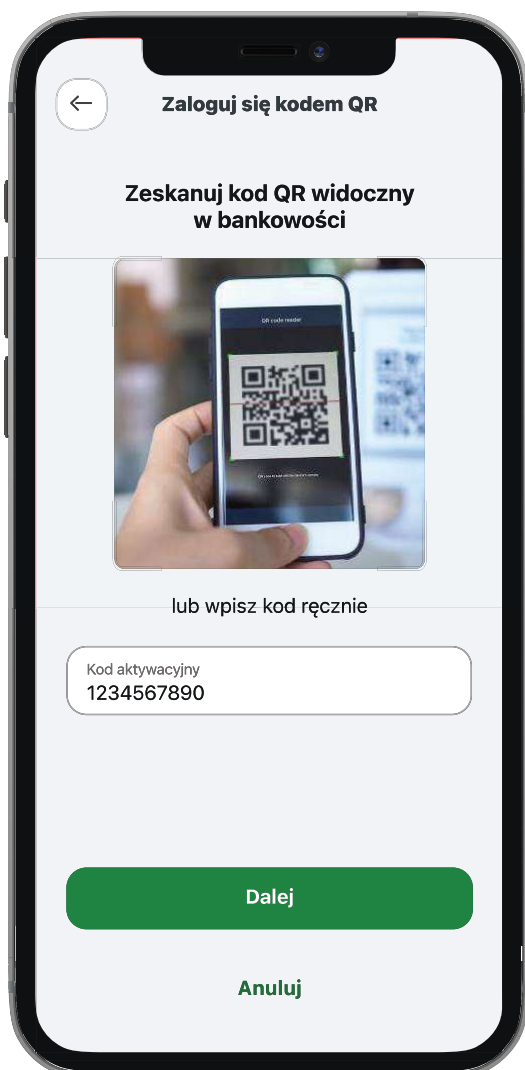 Zaloguj się kodem QR
Zeskanuj kod QR widoczny
w bankowości
QR code reader
lub wpisz kod ręcznie
Kod aktywacyjny
1234567890
Dalej
Anuluj